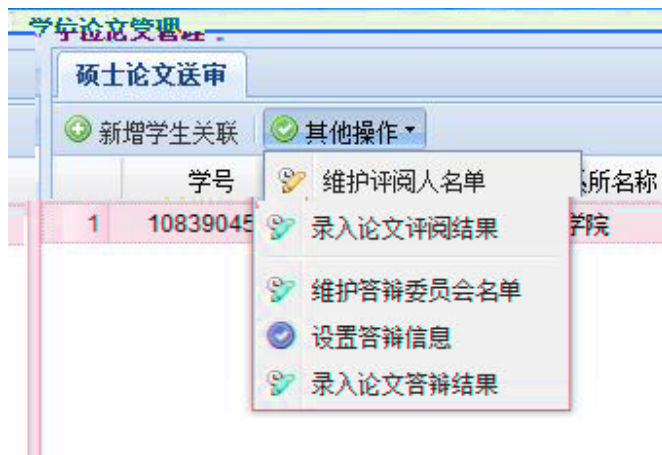 学位论文管理
硕士论文送审
新增学生关联 其他操作
学号 系所名称
1 10839045 学院
维护评阅人名单
录入论文评阅结果
维护答辩委员会名单
设置答辩信息
录入论文答辩结果